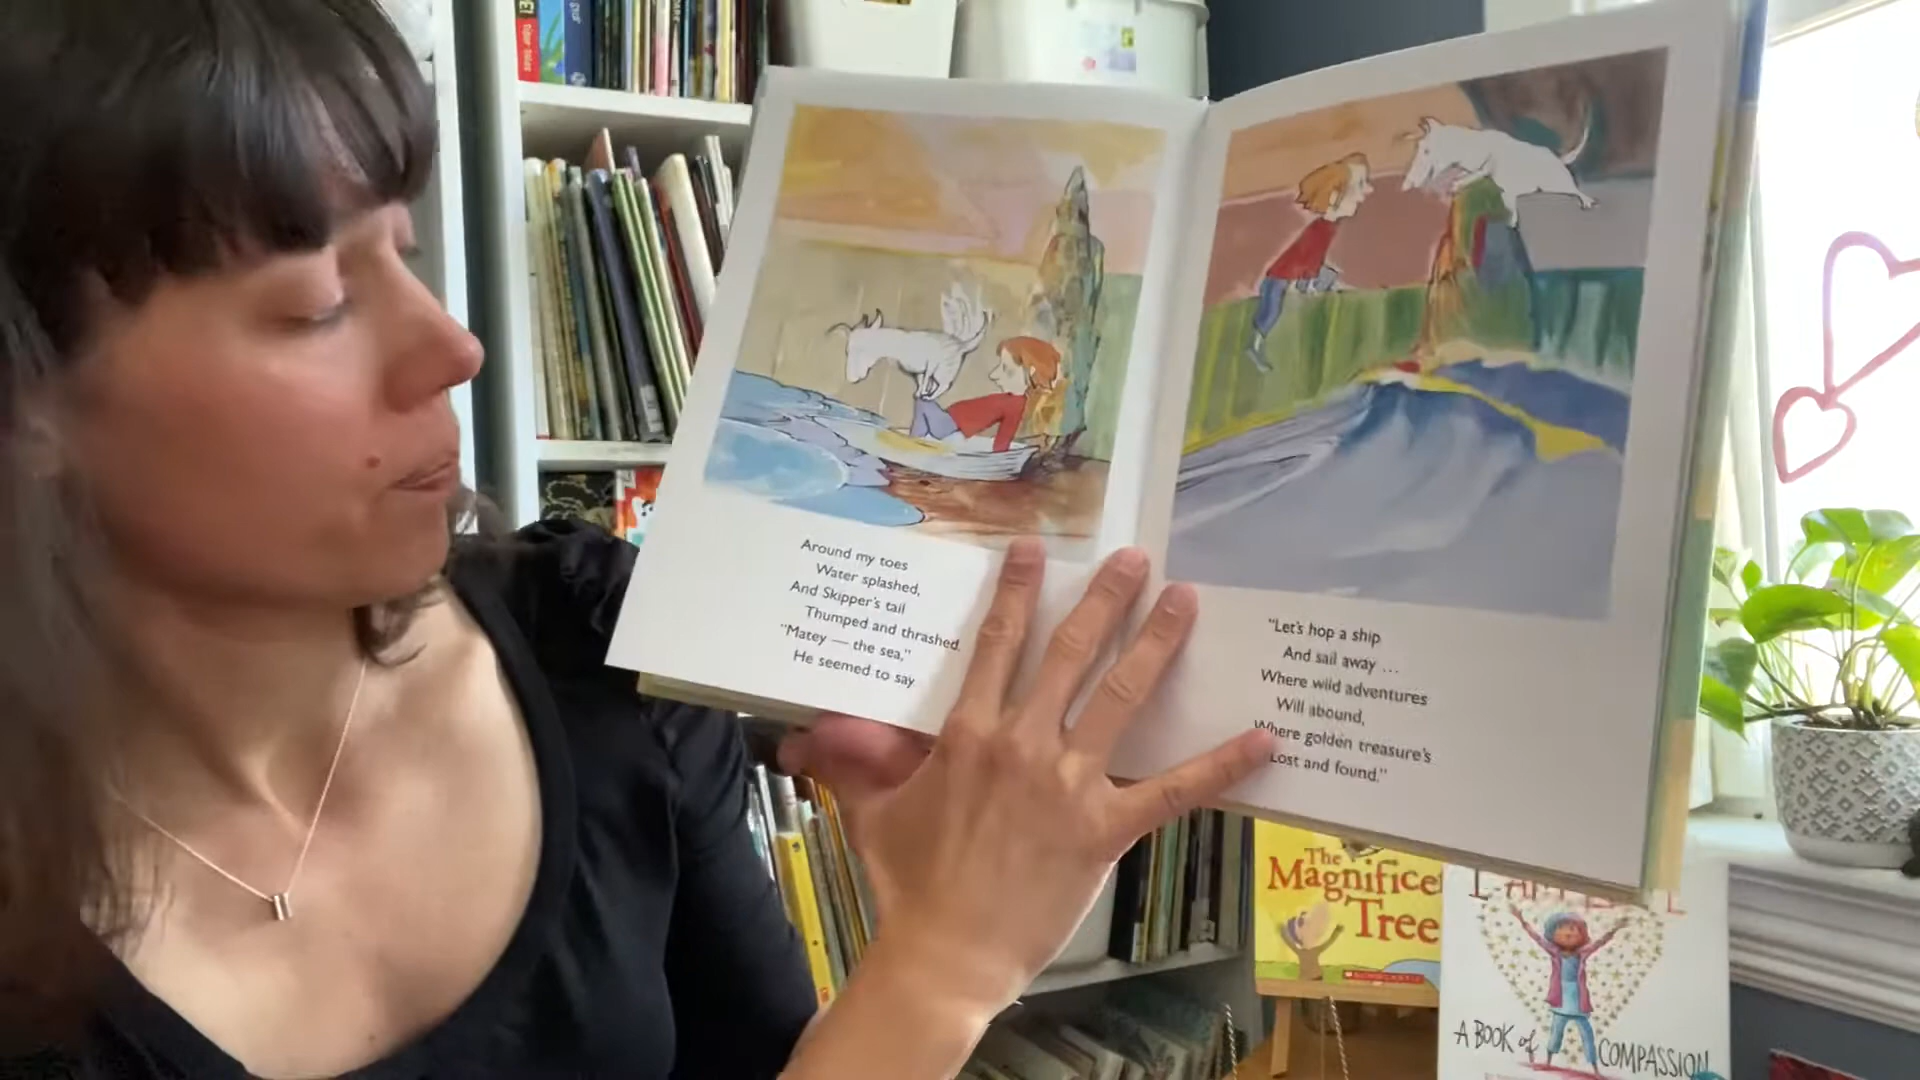 Around my toes
Water splashed,
And Skipper's tail
Thumped and thrashed.
"Matey — the sea,"
He seemed to say
"Let's hop a ship
And sail away ...
Where wild adventures
Will abound,
Where golden treasure's
Lost and found."
The
Magnifice
Tree
SCHOLASTIC
A BOOK of
COMPASSION